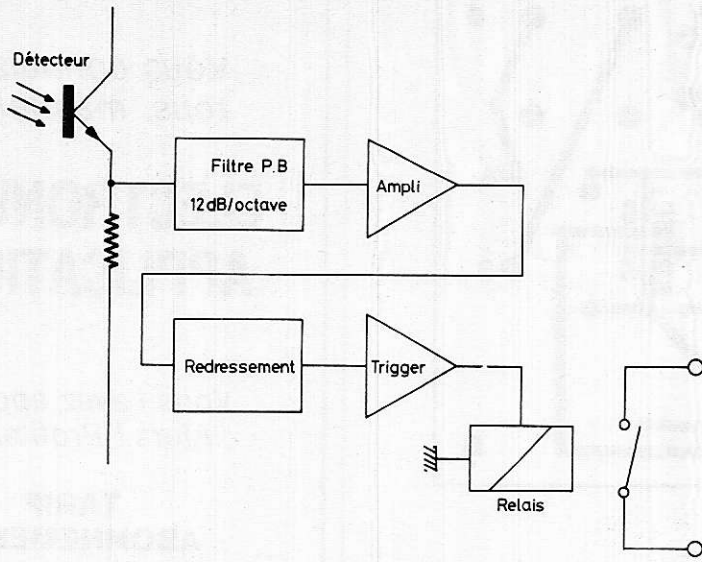 Détecteur
Filtre P.B
12dB/octave
Ampli
Redressement
Trigger
Relais